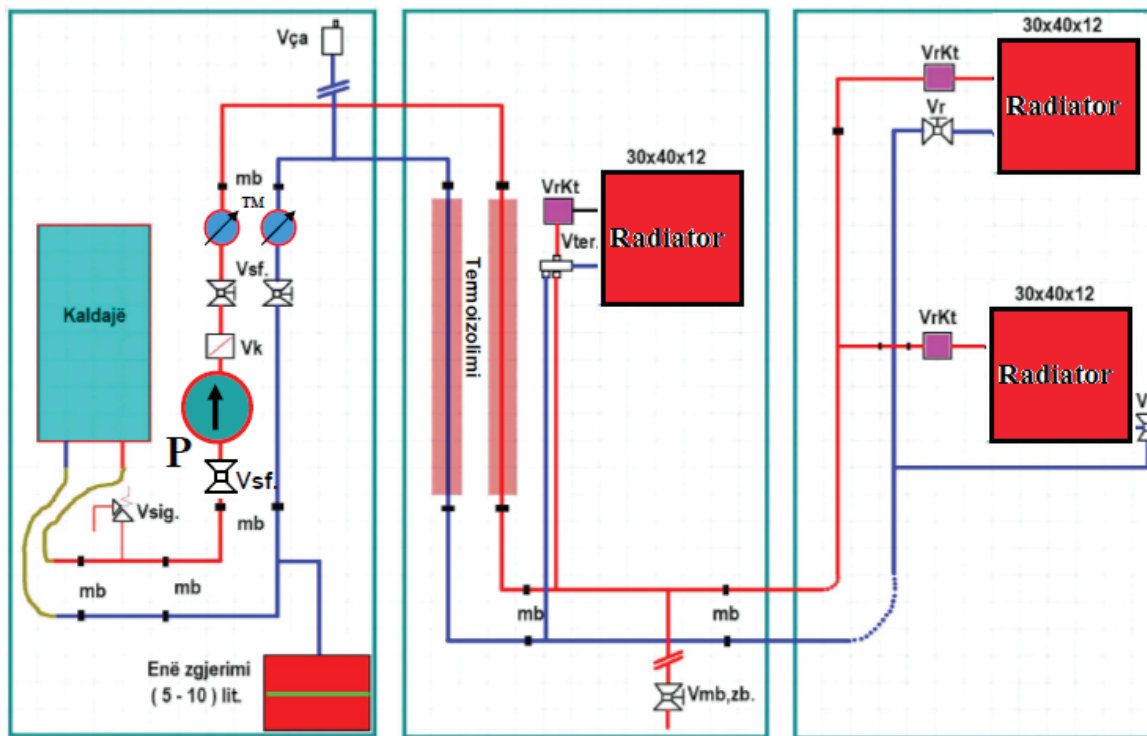 Vça
mb
TM
Vsf.
Kaldajë
Vk
P
Vsf.
Vsig.
mb
mb
mb
Enë zgjerimi
( 5 - 10 ) lit.
Termoizolimi
30x40x12
VrKt
Radiator
Vter.
mb
mb
Vmb,zb.
30x40x12
VrKt
Radiator
Vr
30x40x12
VrKt
Radiator